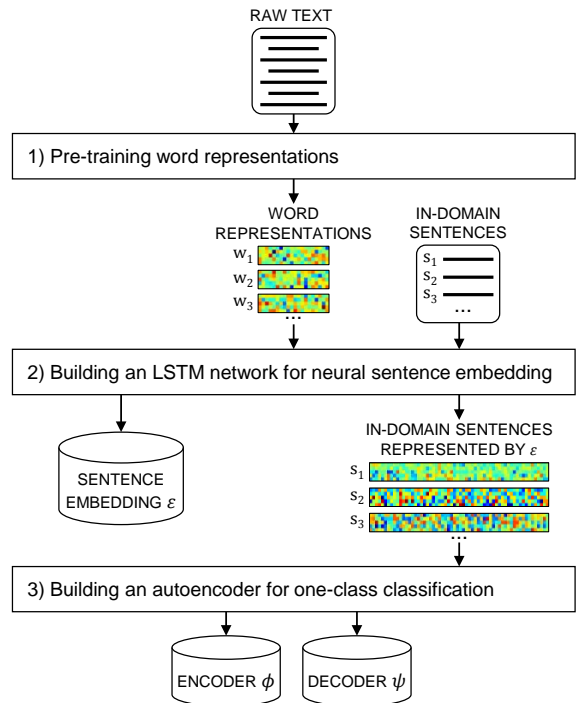 RAW TEXT
1) Pre-training word representations
WORD
REPRESENTATIONS
w₁
w₂
w₃
...
IN-DOMAIN
SENTENCES
s₁
s₂
s₃
...
2) Building an LSTM network for neural sentence embedding
SENTENCE
EMBEDDING ε
IN-DOMAIN SENTENCES
REPRESENTED BY ε
s₁
s₂
s₃
...
3) Building an autoencoder for one-class classification
ENCODER ϕ
DECODER ψ